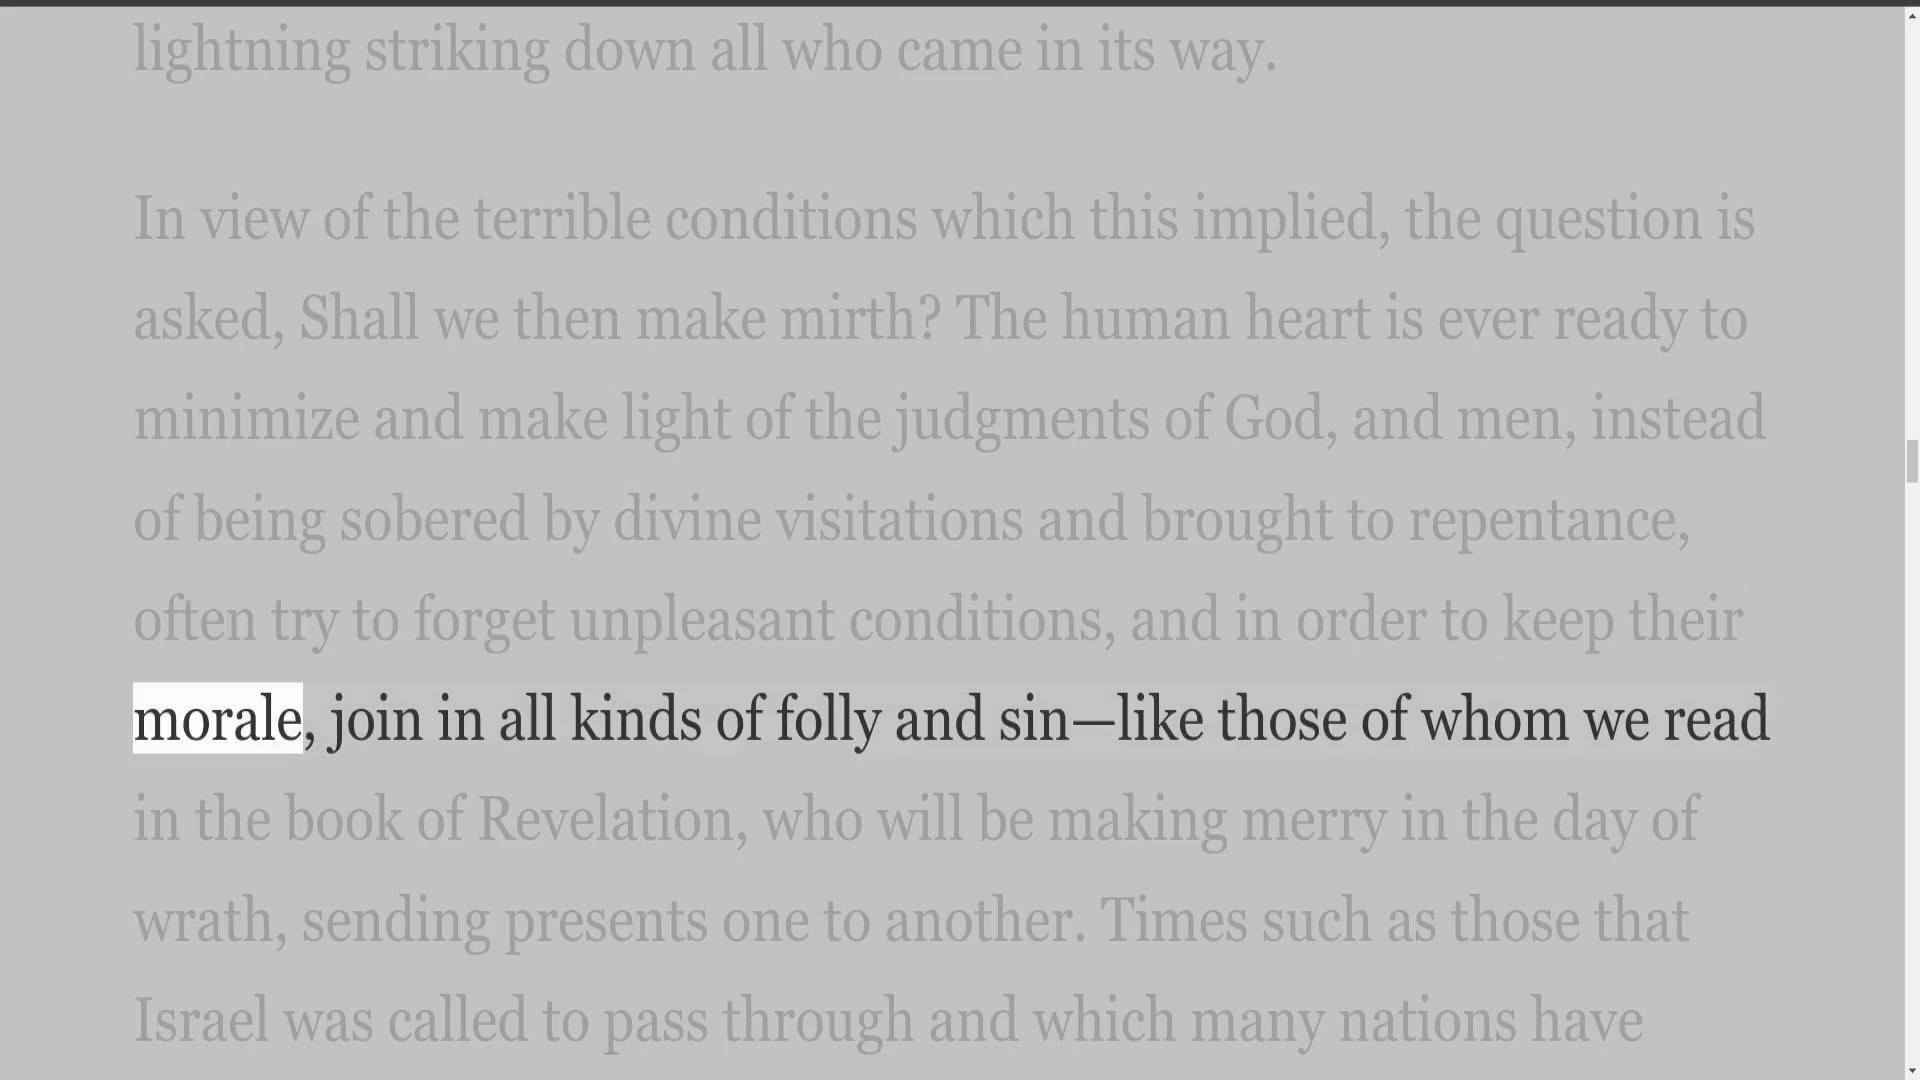 lightning striking down all who came in its way.
In view of the terrible conditions which this implied, the question is
asked, Shall we then make mirth? The human heart is ever ready to
minimize and make light of the judgments of God, and men, instead
of being sobered by divine visitations and brought to repentance,
often try to forget unpleasant conditions, and in order to keep their
morale, join in all kinds of folly and sin—like those of whom we read
in the book of Revelation, who will be making merry in the day of
wrath, sending presents one to another. Times such as those that
Israel was called to pass through and which many nations have